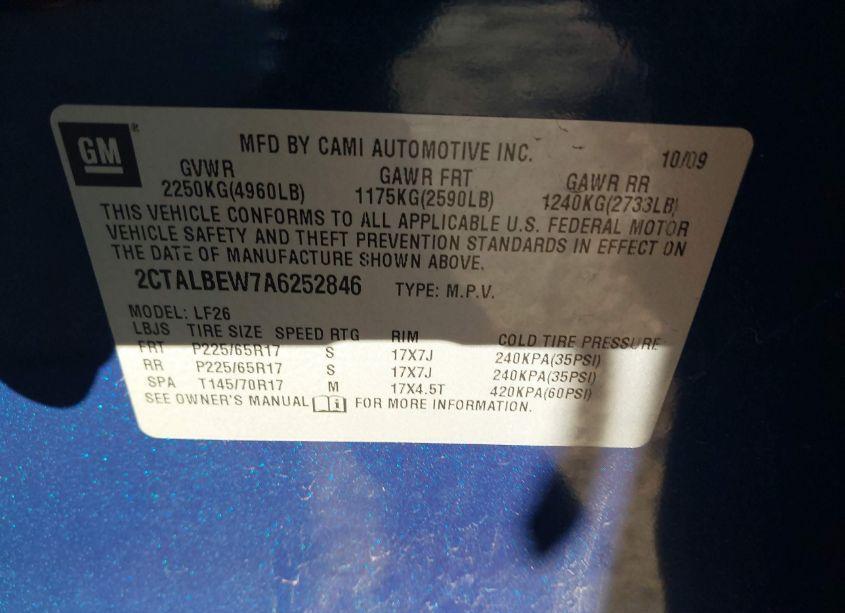 GM ®
MFD BY CAMI AUTOMOTIVE INC. 10/09
GVWR GAWR FRT GAWR RR
2250KG(4960LB) 1175KG(2590LB) 1240KG(2733LB)
THIS VEHICLE CONFORMS TO ALL APPLICABLE U.S. FEDERAL MOTOR
VEHICLE SAFETY AND THEFT PREVENTION STANDARDS IN EFFECT ON
THE DATE OF MANUFACTURE SHOWN ABOVE.
2CTALBEW7A6252846 TYPE: M.P.V.
MODEL: LF26
LBJS TIRE SIZE SPEED RTG RIM COLD TIRE PRESSURE
FRT P225/65R17 S 17X7J 240KPA(35PSI)
RR P225/65R17 S 17X7J 240KPA(35PSI)
SPA T145/70R17 M 17X4.5T 420KPA(60PSI)
SEE OWNER'S MANUAL i FOR MORE INFORMATION.